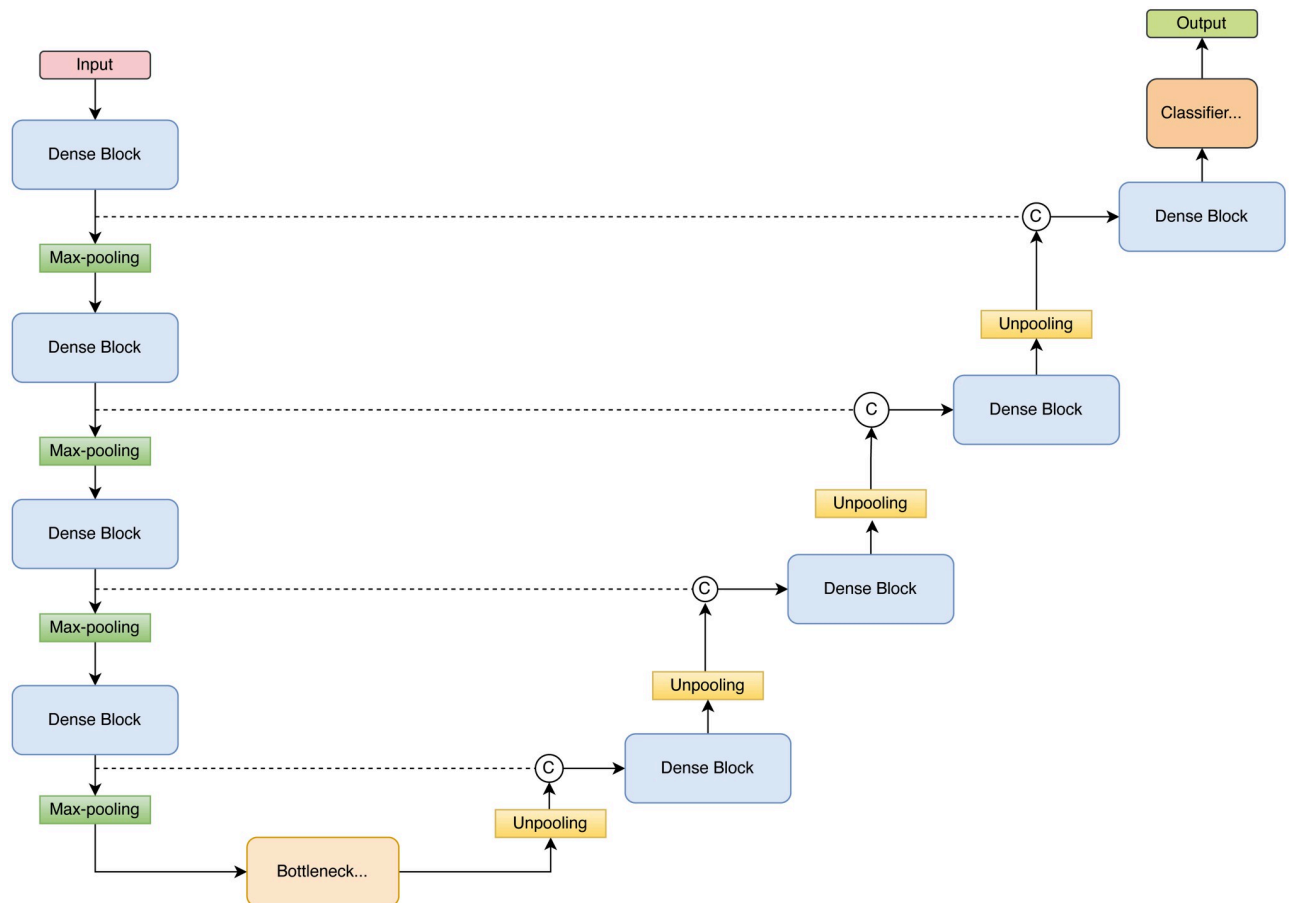 Input
Dense Block
Max-pooling
Dense Block
Max-pooling
Dense Block
Max-pooling
Dense Block
Max-pooling
Bottleneck...
Unpooling
C
Dense Block
Unpooling
C
Dense Block
Unpooling
C
Dense Block
Unpooling
C
Dense Block
Classifier...
Output